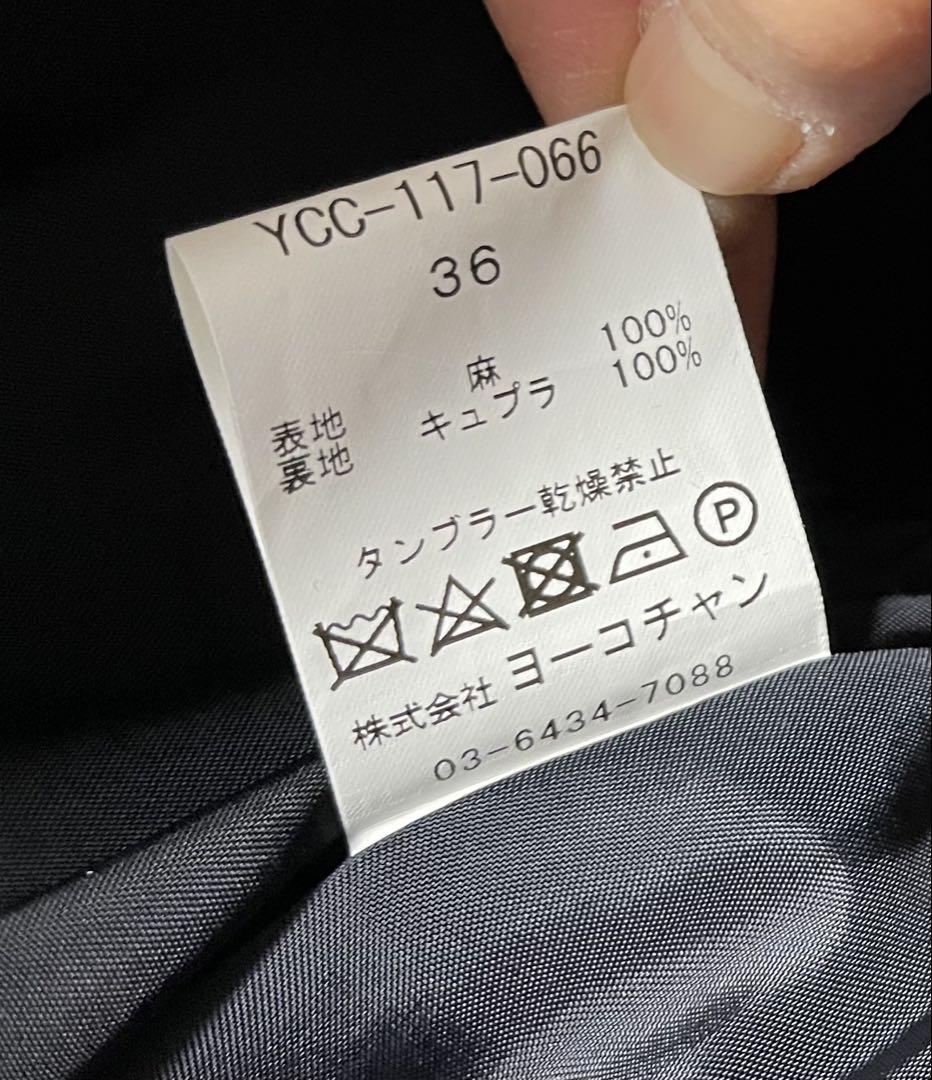 YCC-117-066
36
表地 麻 100%
裏地 キュプラ 100%
タンブラー乾燥禁止
P
株式会社 ヨーコチャン
03-6434-7088